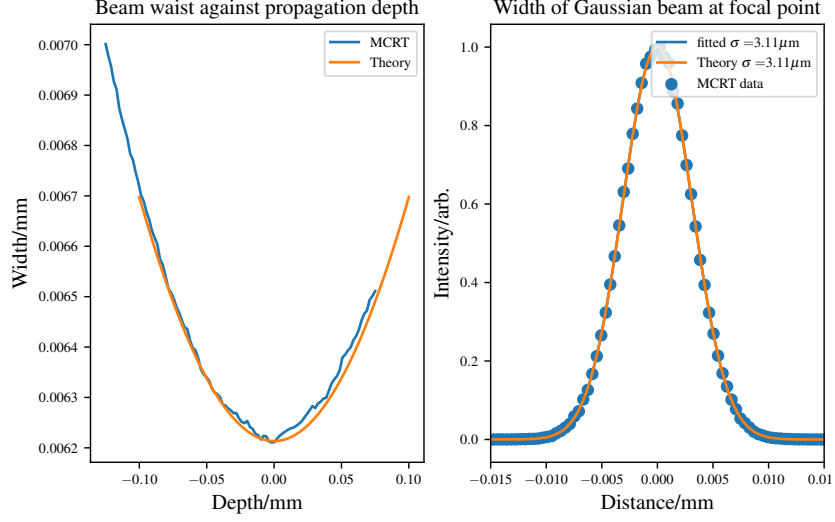 Beam waist against propagation depth
0.0070
0.0069
0.0068
0.0067
0.0066
0.0065
0.0064
0.0063
0.0062
Width/mm
−0.10
−0.05
0.00
0.05
0.10
Depth/mm
MCRT
Theory
Width of Gaussian beam at focal point
1.0
0.8
0.6
0.4
0.2
0.0
Intensity/arb.
−0.015
−0.010
−0.005
0.000
0.005
0.010
0.01
Distance/mm
fitted σ =3.11μm
Theory σ =3.11μm
MCRT data